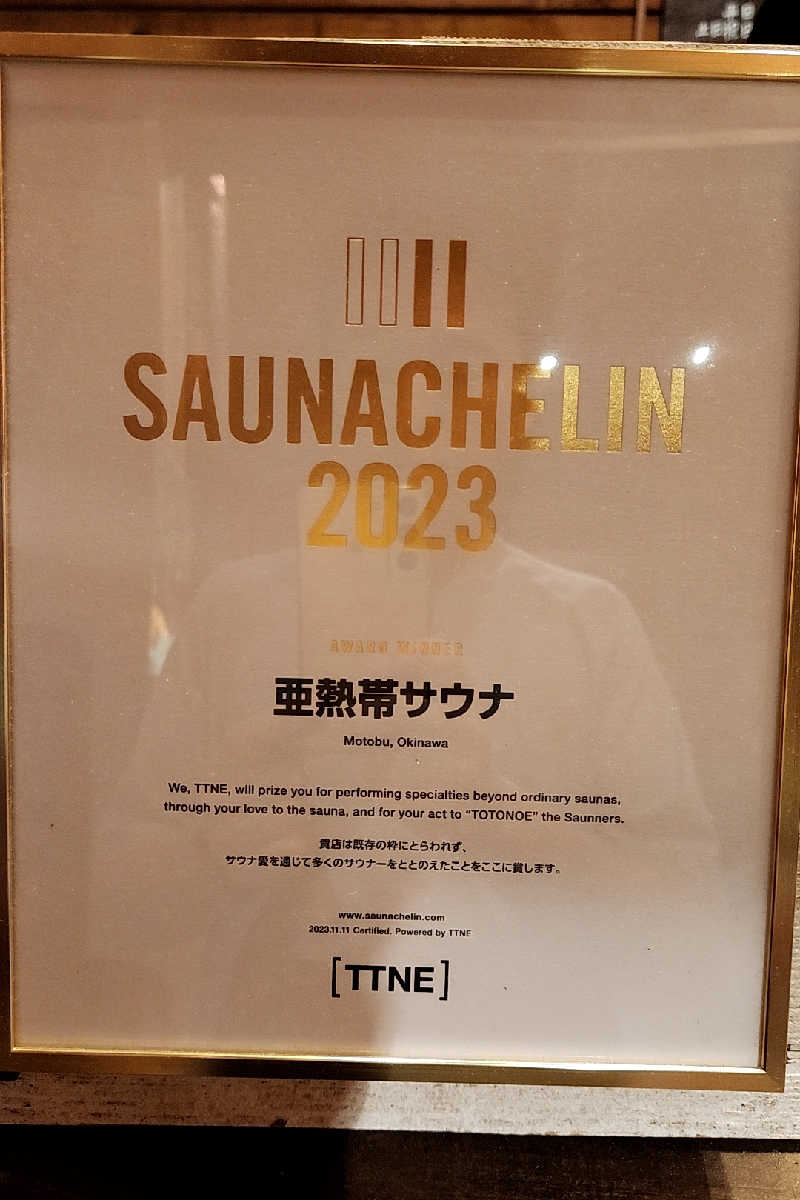 SAUNACHELIN
2023
AWARD WINNER
亜熱帯サウナ
Motobu, Okinawa
We, TTNE, will prize you for performing specialties beyond ordinary saunas,
through your love to the sauna, and for your act to “TOTONOE” the Saunners.
貴店は既存の枠にとらわれず、
サウナ愛を通じて多くのサウナーをととのえたことをここに賞します。
www.saunachelin.com
2023.11.11 Certified. Powered by TTNE
[TTNE]